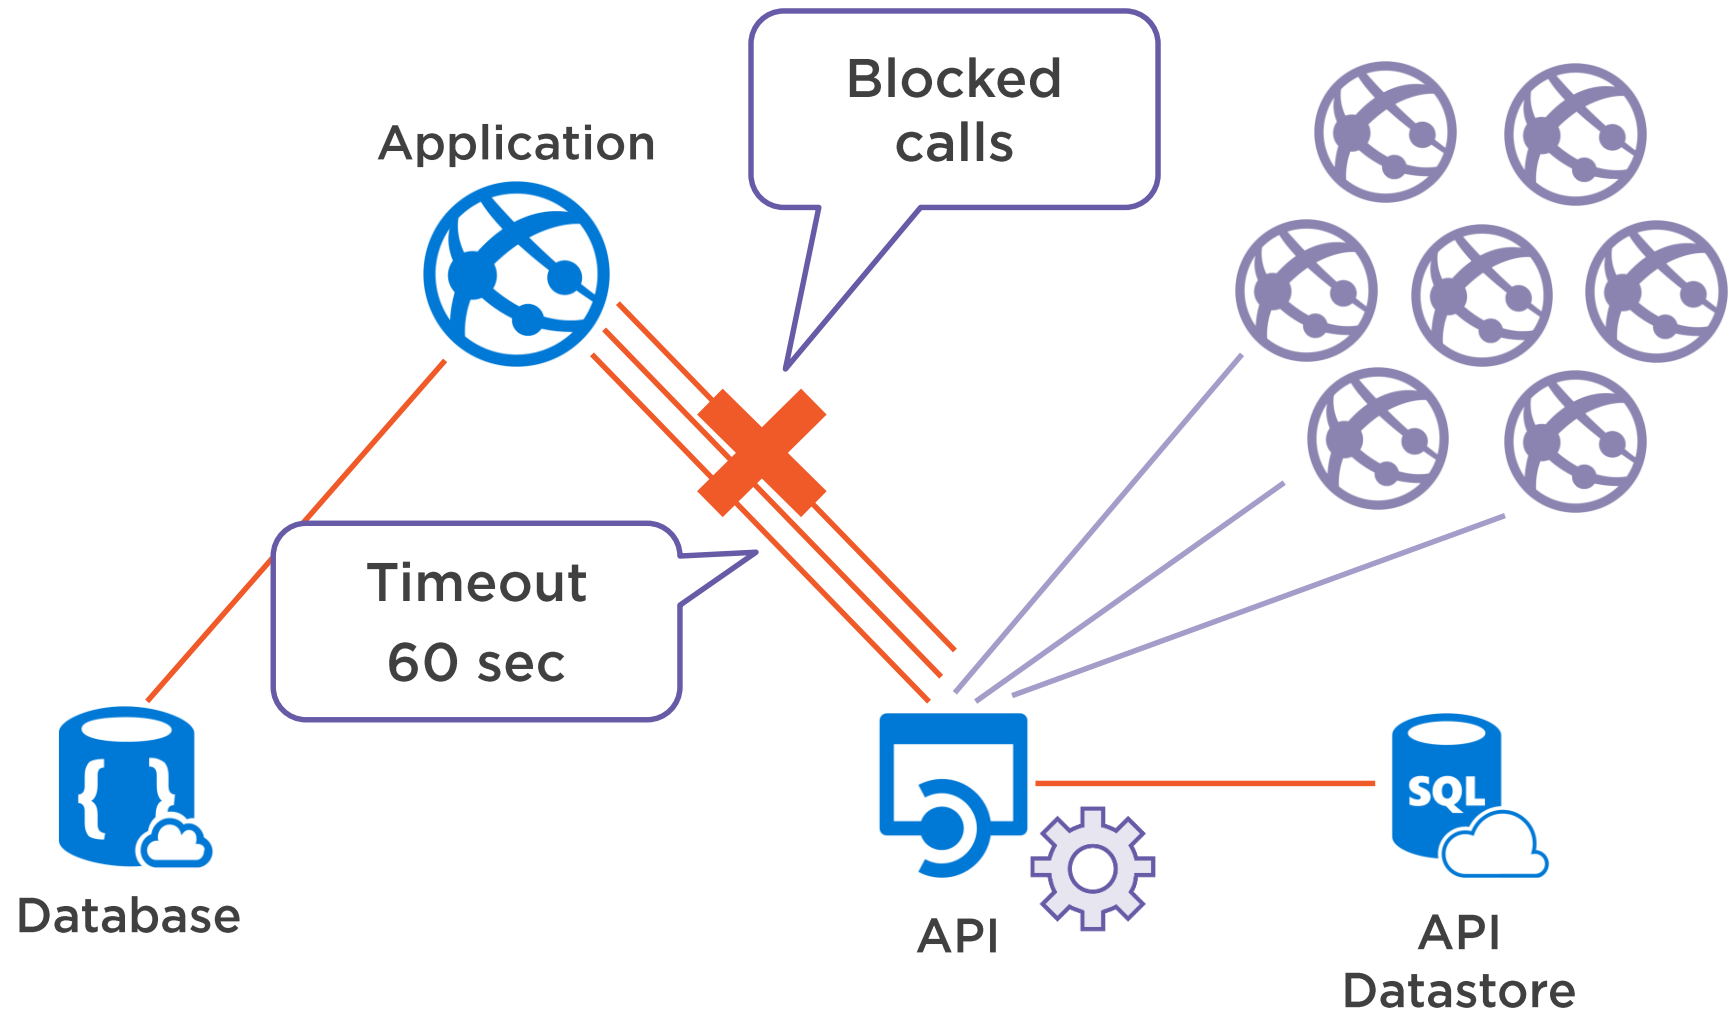 Blocked
calls
Application
Timeout
60 sec
{ }
SQL
Database
API
API
Datastore